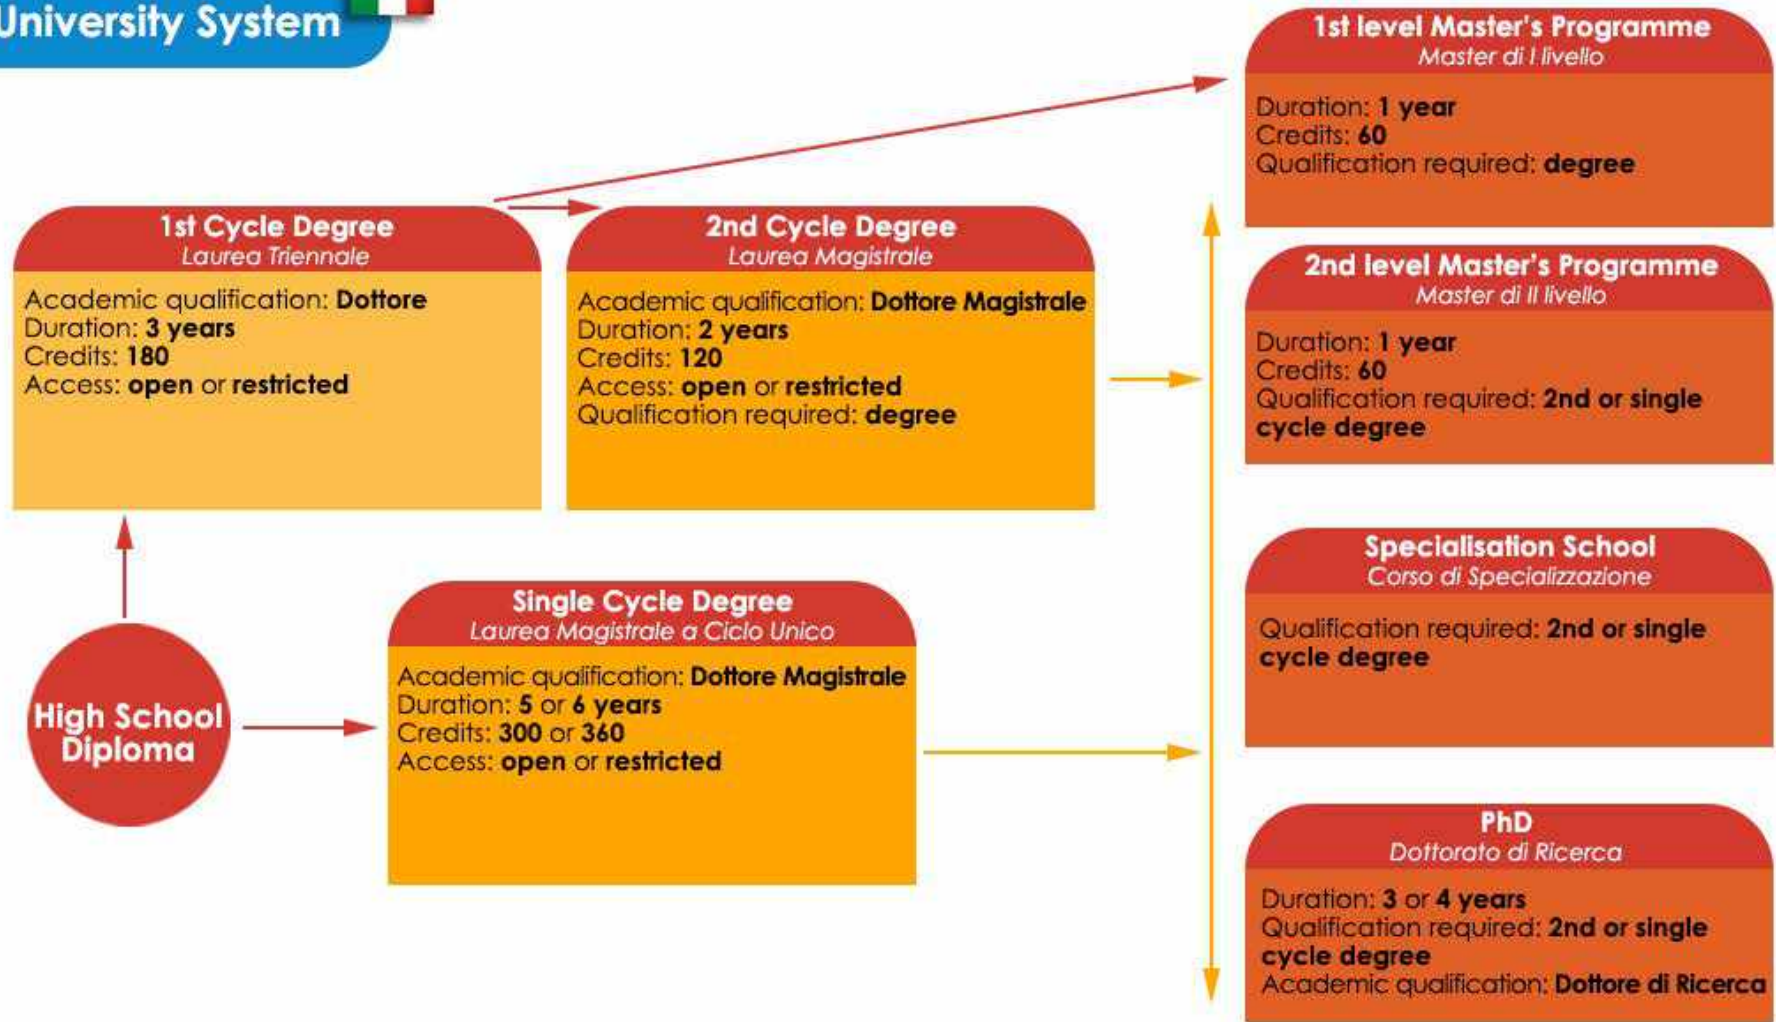 University System
1st level Master's Programme
Master di I livello
Duration: 1 year
Credits: 60
Qualification required: degree
1st Cycle Degree
Laurea Triennale
Academic qualification: Dottore
Duration: 3 years
Credits: 180
Access: open or restricted
2nd Cycle Degree
Laurea Magistrale
Academic qualification: Dottore Magistrale
Duration: 2 years
Credits: 120
Access: open or restricted
Qualification required: degree
2nd level Master's Programme
Master di II livello
Duration: 1 year
Credits: 60
Qualification required: 2nd or single
cycle degree
High School
Diploma
Single Cycle Degree
Laurea Magistrale a Ciclo Unico
Academic qualification: Dottore Magistrale
Duration: 5 or 6 years
Credits: 300 or 360
Access: open or restricted
Specialisation School
Corso di Specializzazione
Qualification required: 2nd or single
cycle degree
PhD
Dottorato di Ricerca
Duration: 3 or 4 years
Qualification required: 2nd or single
cycle degree
Academic qualification: Dottore di Ricerca